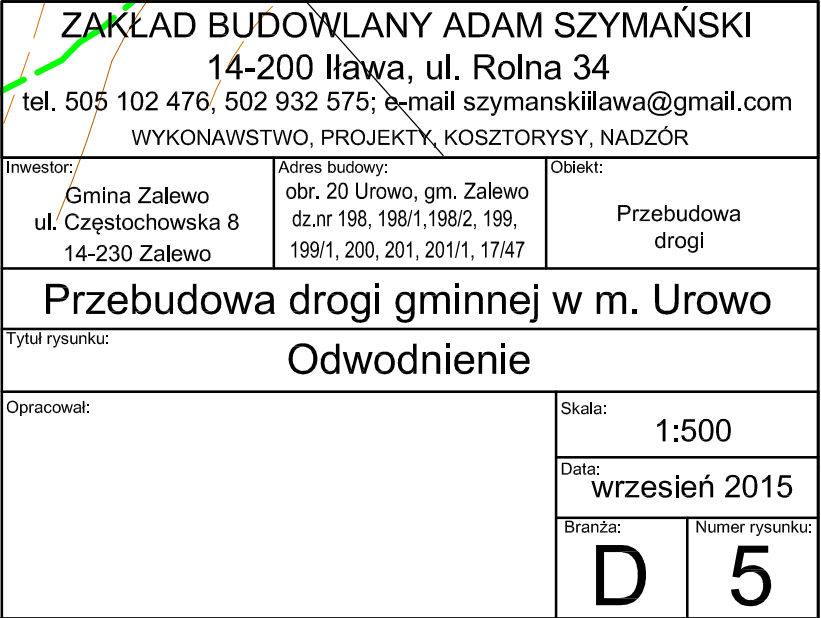 ZAKŁAD BUDOWLANY ADAM SZYMAŃSKI
14-200 Iława, ul. Rolna 34
tel. 505 102 476, 502 932 575; e-mail szymanskiilawa@gmail.com
WYKONAWSTWO, PROJEKTY, KOSZTORYSY, NADZÓR
Inwestor:
Gmina Zalewo
ul. Częstochowska 8
14-230 Zalewo
Adres budowy:
obr. 20 Urowo, gm. Zalewo
dz.nr 198, 198/1,198/2, 199,
199/1, 200, 201, 201/1, 17/47
Obiekt:
Przebudowa
drogi
Przebudowa drogi gminnej w m. Urowo
Tytuł rysunku:
Odwodnienie
Opracował:
Skala:
1:500
Data:
wrzesień 2015
Branża:
D
Numer rysunku:
5